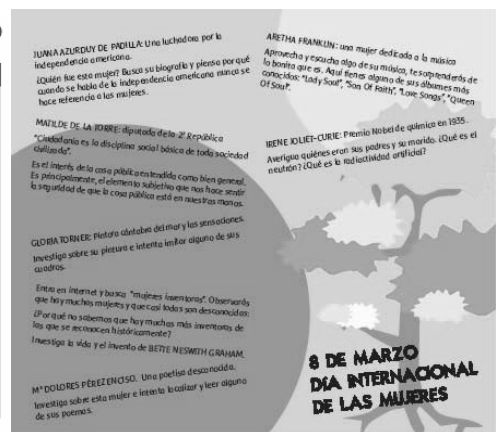 JUANA AZURDUY DE PADILLA: Una luchadora por la
independencia americana.
¿Quién fue esta mujer? Busca su biografía y piensa por qué
cuando se habla de la independencia americana nunca se
hace referencia a las mujeres.
MATILDE DE LA TORRE: diputada de la 2ª República
"Ciudadanía es la disciplina social básica de toda sociedad
civilizada".
Es el interés de la cosa pública entendida como bien general.
Es principalmente, el elemento subjetivo que nos hace sentir
la seguridad de que la cosa pública está en nuestras manos.
GLORIA TORNER: Pintora cántabra del mar y las sensaciones.
Investiga sobre su pintura e intenta imitar alguno de sus
cuadros.
Entra en internet y busca "mujeres inventoras". Observarás
que hay muchas mujeres y que casi todas son desconocidas:
¿Por qué no sabemos que hay muchas más inventoras de
las que se reconocen históricamente?
Investiga la vida y el invento de BETTE NESWITH GRAHAM.
Mª DOLORES PÉREZ ENCISO. Una poetisa desconocida.
Investiga sobre esta mujer e intenta localizar y leer alguno
de sus poemas.
ARETHA FRANKLIN: una mujer dedicada a la música
Aprovecha y escucha algo de su música, te sorprenderás de
lo bonita que es. Aquí tienes alguno de sus álbumes más
conocidos: "Lady Soul", "Son Of Faith", "Love Songs", "Queen
Of Soul".
IRENE JOLIET-CURIE: Premio Nobel de química en 1935.
Averigua quiénes eran sus padres y su marido. ¿Qué es el
neutrón? ¿Qué es la radiactividad artificial?
8 DE MARZO
DÍA INTERNACIONAL
DE LAS MUJERES